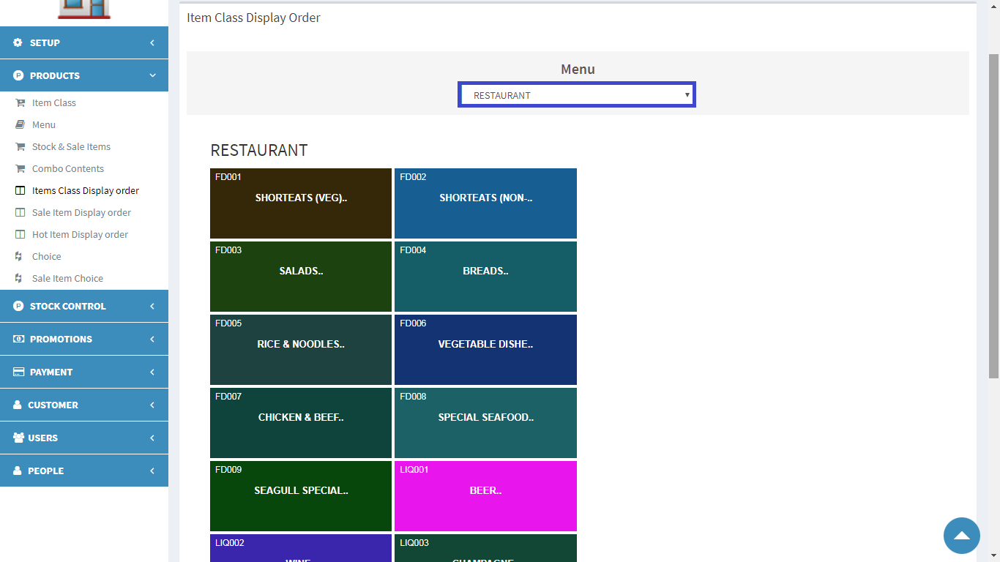 Item Class Display Order
SETUP
PRODUCTS
Item Class
Menu
Stock & Sale Items
Combo Contents
Items Class Display order
Sale Item Display order
Hot Item Display order
Choice
Sale Item Choice
STOCK CONTROL
PROMOTIONS
PAYMENT
CUSTOMER
USERS
PEOPLE
Menu
RESTAURANT
RESTAURANT
FD001
SHORTEATS (VEG)..
FD002
SHORTEATS (NON-..
FD003
SALADS..
FD004
BREADS..
FD005
RICE & NOODLES..
FD006
VEGETABLE DISHE..
FD007
CHICKEN & BEEF..
FD008
SPECIAL SEAFOOD..
FD009
SEAGULL SPECIAL..
LIQ001
BEER..
LIQ002
WINE
LIQ003
CHAMPAGNE